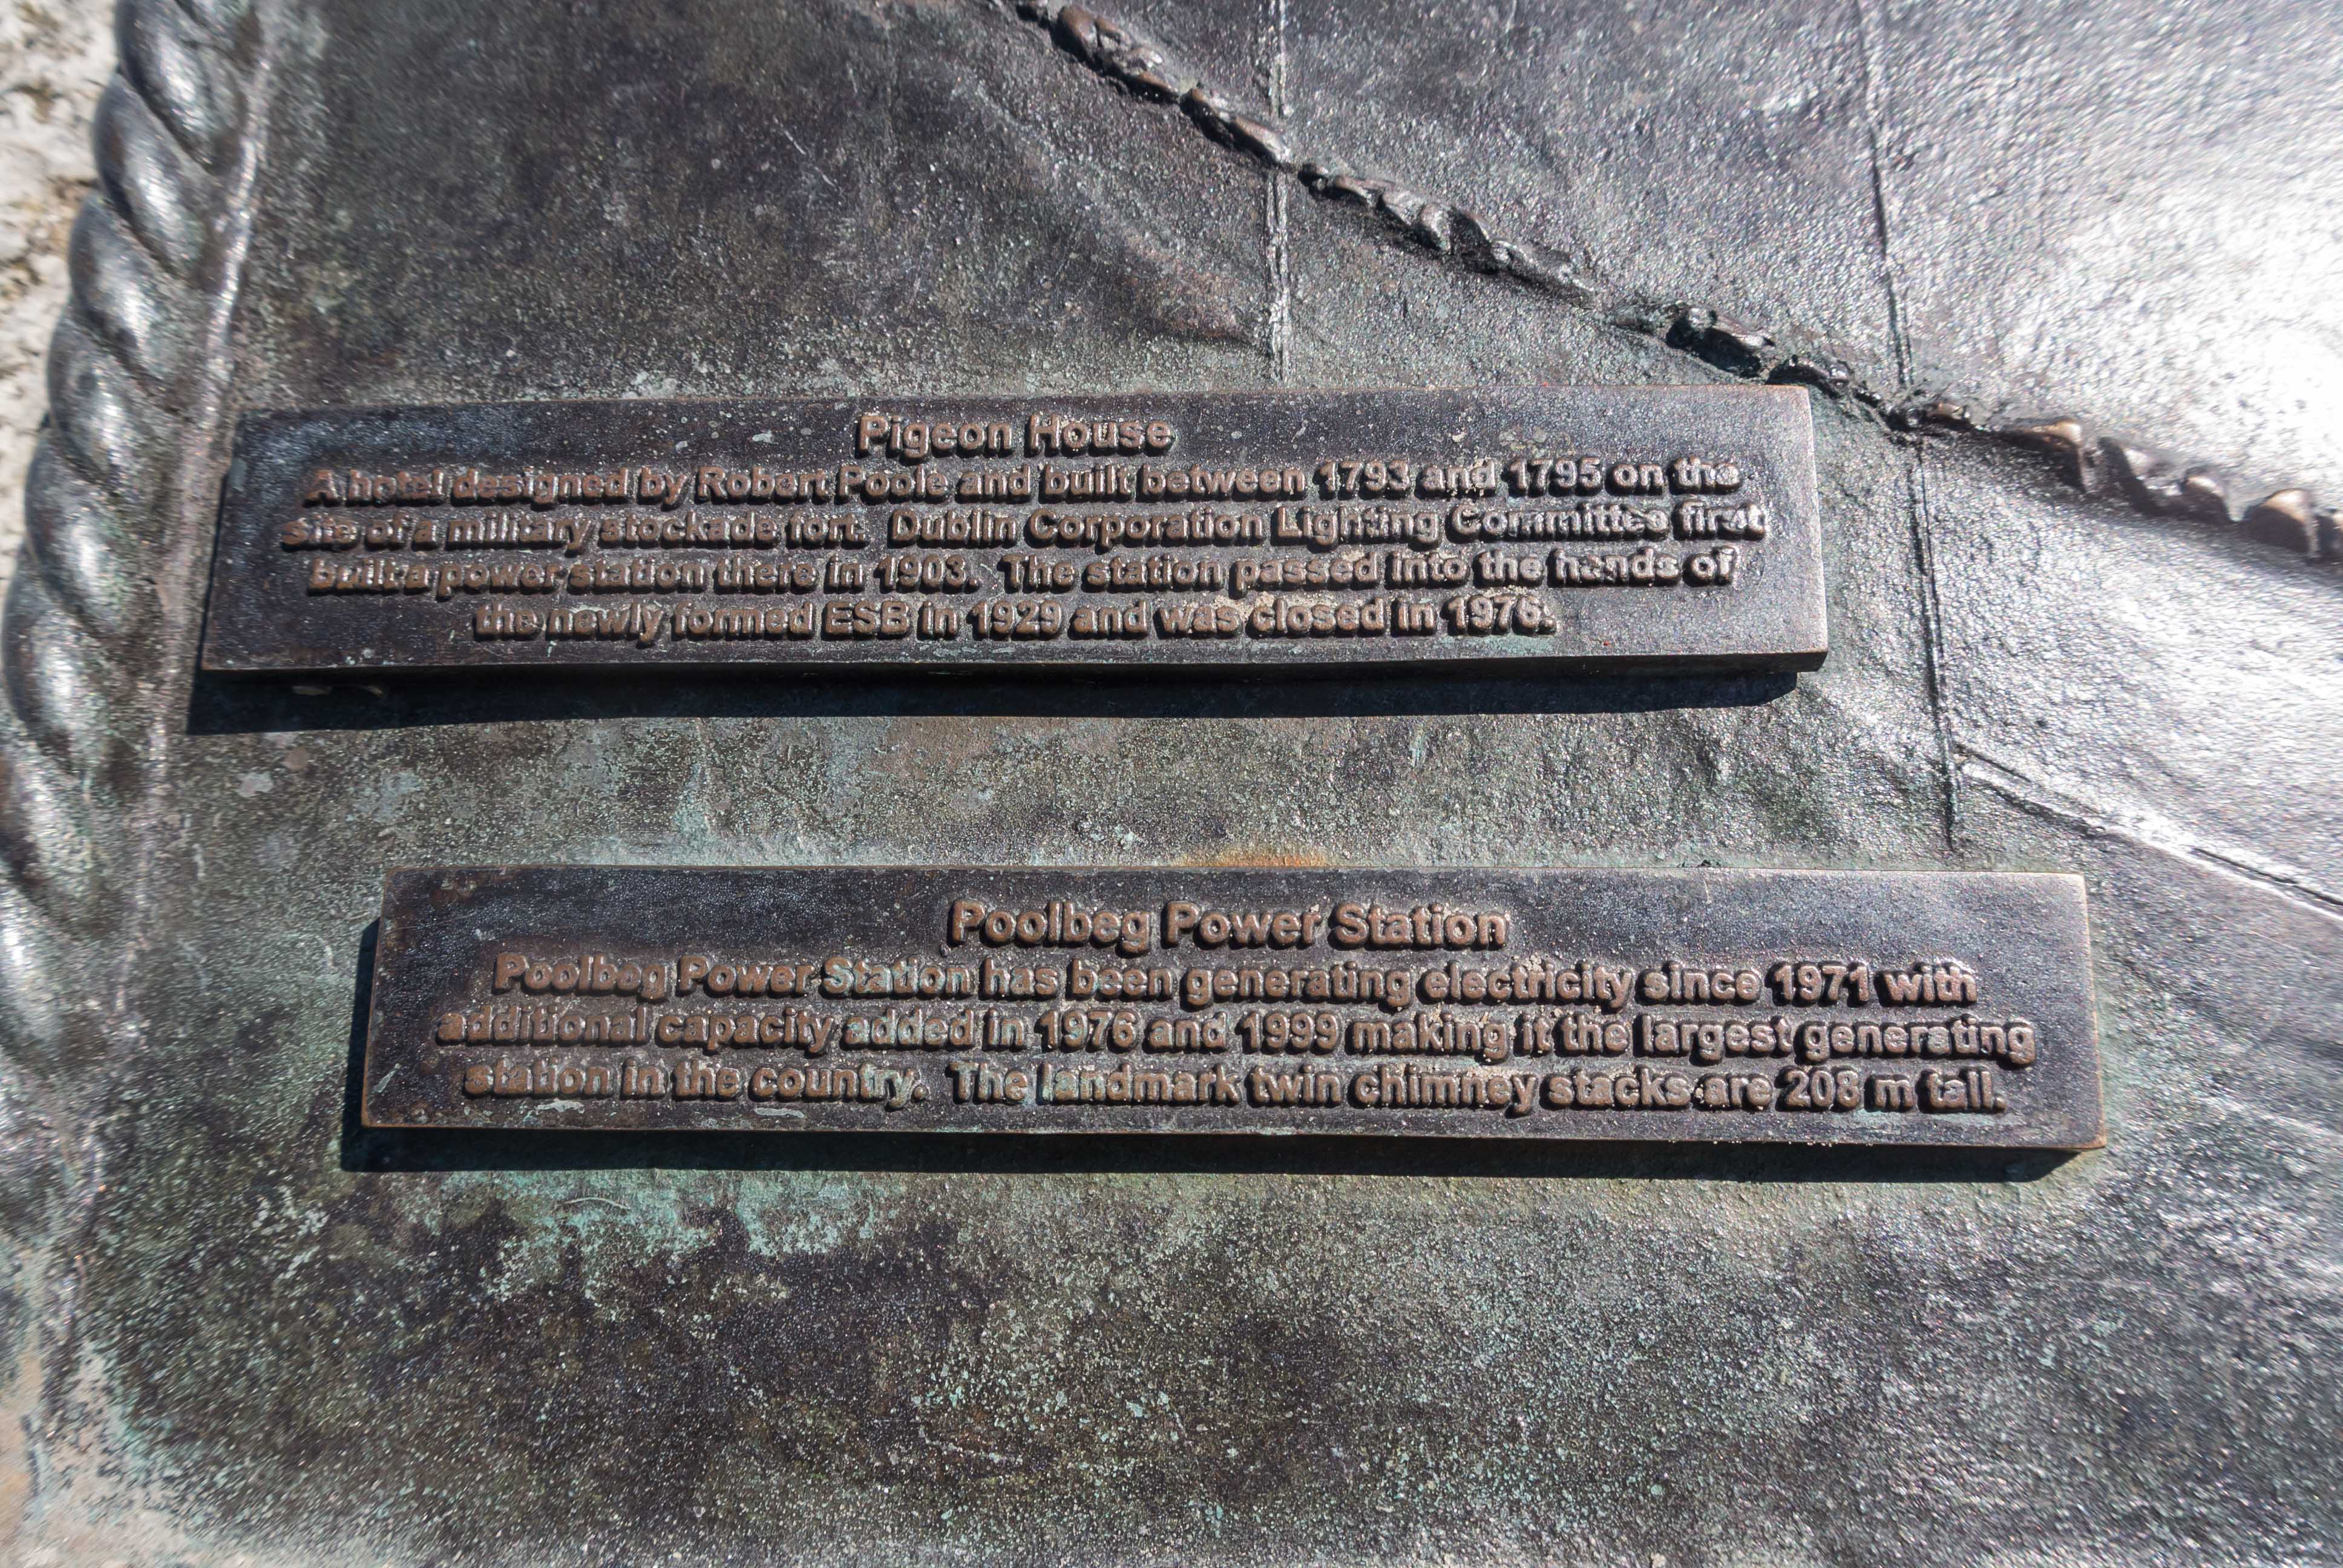 Pigeon House
A hotel designed by Robert Poole and built between 1793 and 1795 on the
site of a military stockade fort. Dublin Corporation Lighting Committee first
built a power station there in 1903. The station passed into the hands of
the newly formed ESB in 1929 and was closed in 1976.
Poolbeg Power Station
Poolbeg Power Station has been generating electricity since 1971 with
additional capacity added in 1976 and 1999 making it the largest generating
station in the country. The landmark twin chimney stacks are 208 m tall.